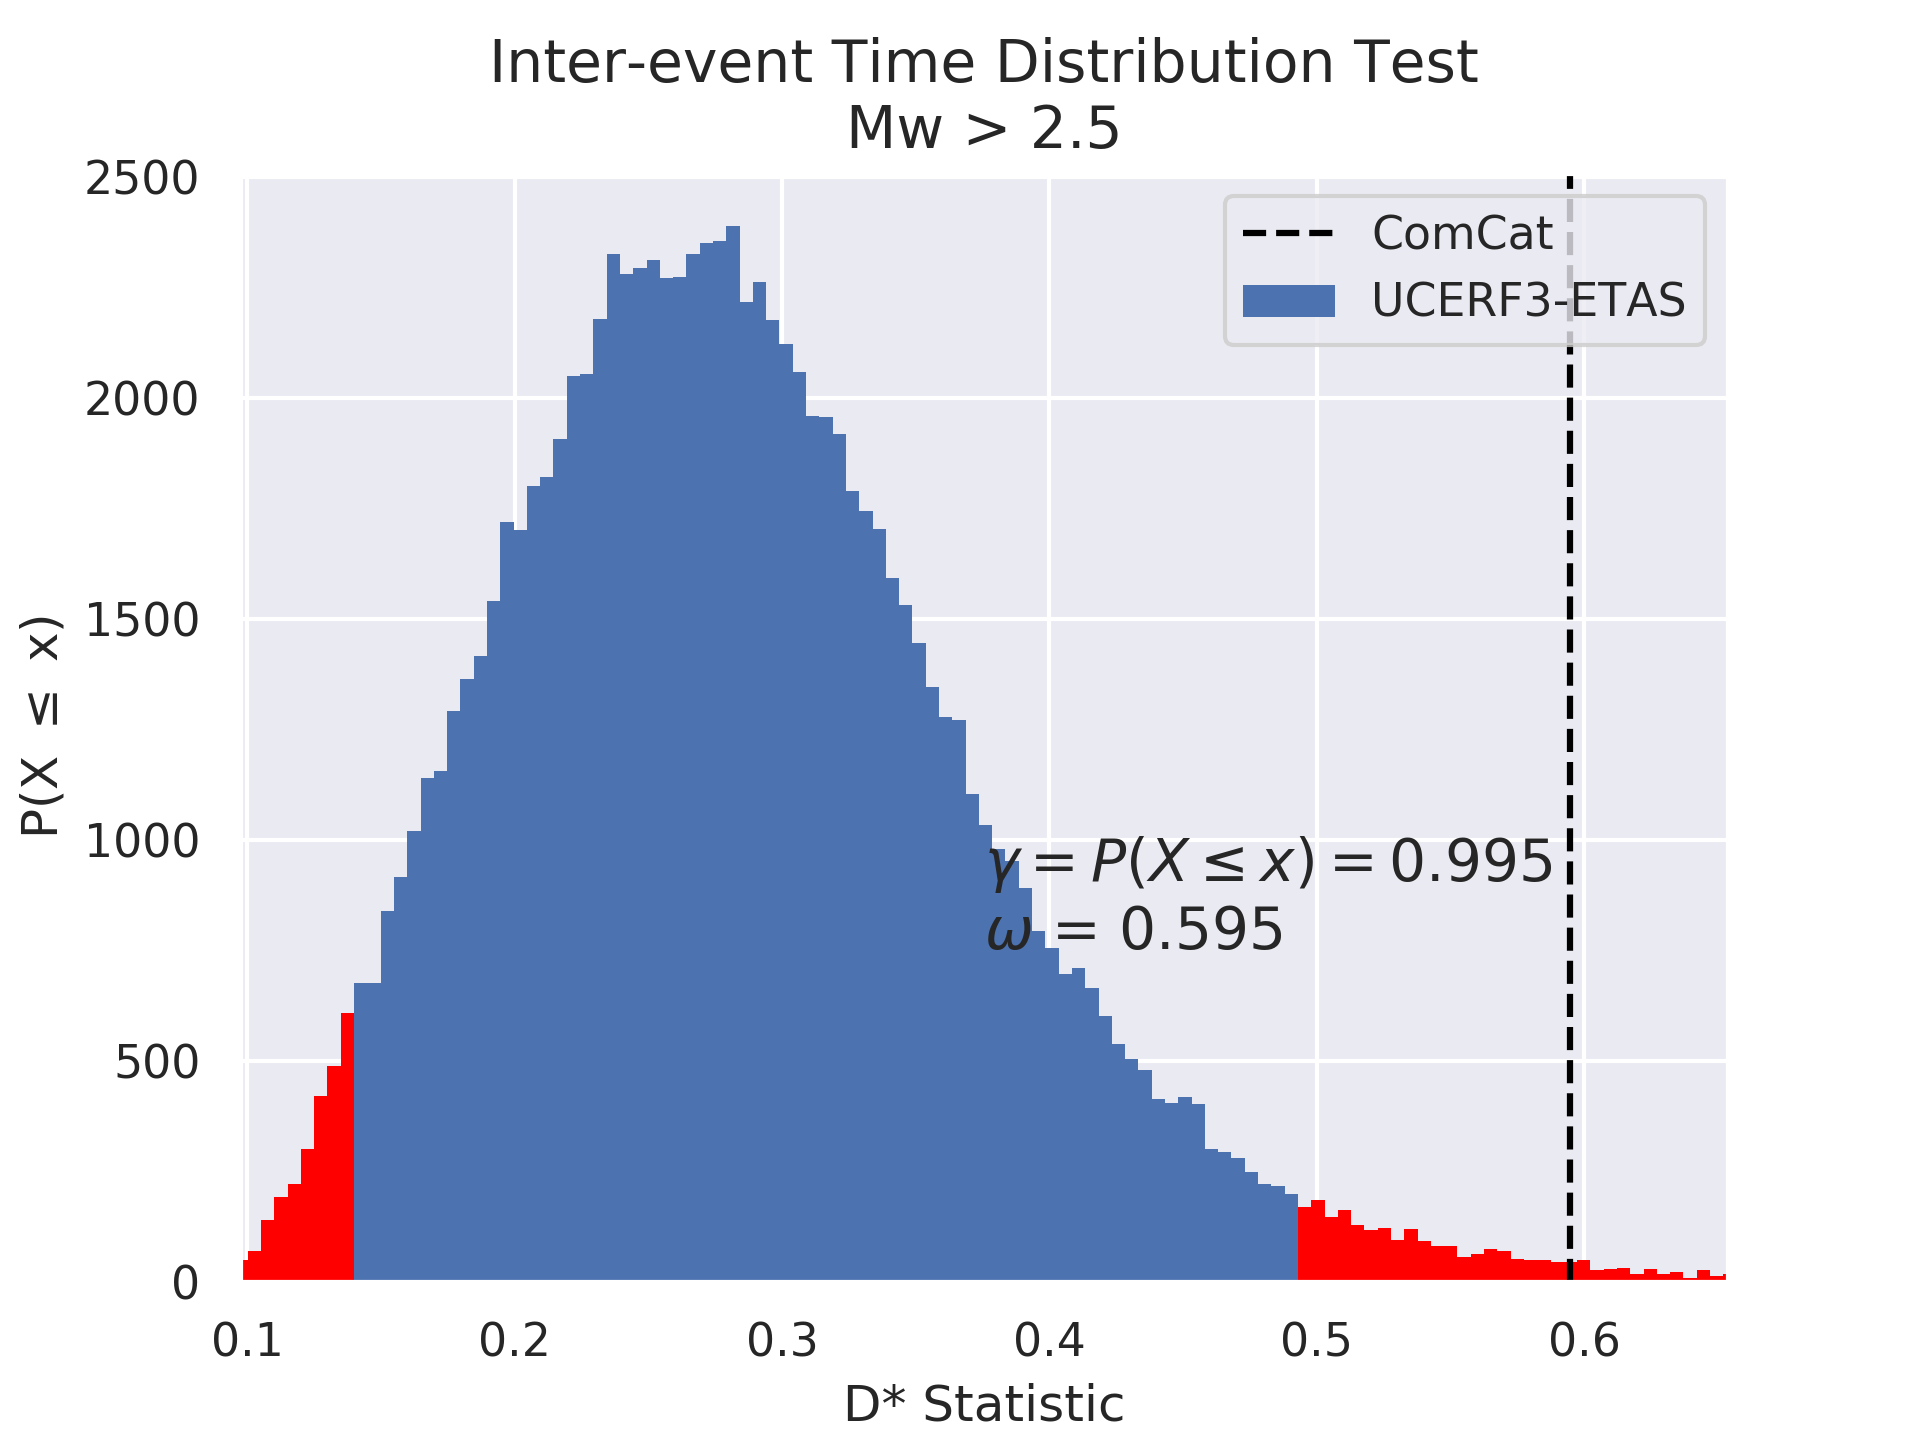 Inter-event Time Distribution Test
Mw > 2.5
2500
2000
1500
1000
500
0
P(X ≤ x)
ComCat
UCERF3-ETAS
γ = P(X ≤ x) = 0.995
ω = 0.595
0.1 0.2 0.3 0.4 0.5 0.6
D* Statistic